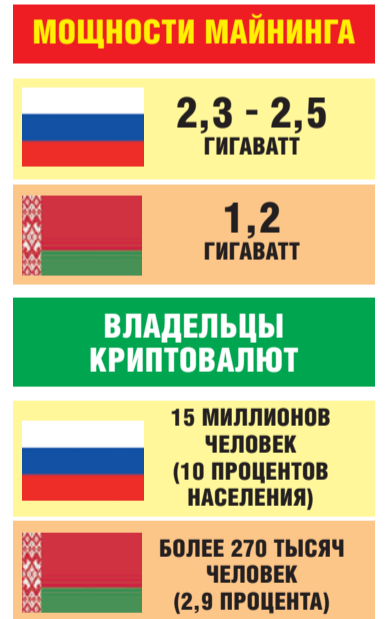 МОЩНОСТИ МАЙНИНГА
2,3 - 2,5
ГИГАВАТТ
1,2
ГИГАВАТТ
ВЛАДЕЛЬЦЫ
КРИПТОВАЛЮТ
15 МИЛЛИОНОВ
ЧЕЛОВЕК
(10 ПРОЦЕНТОВ
НАСЕЛЕНИЯ)
БОЛЕЕ 270 ТЫСЯЧ
ЧЕЛОВЕК
(2,9 ПРОЦЕНТА)